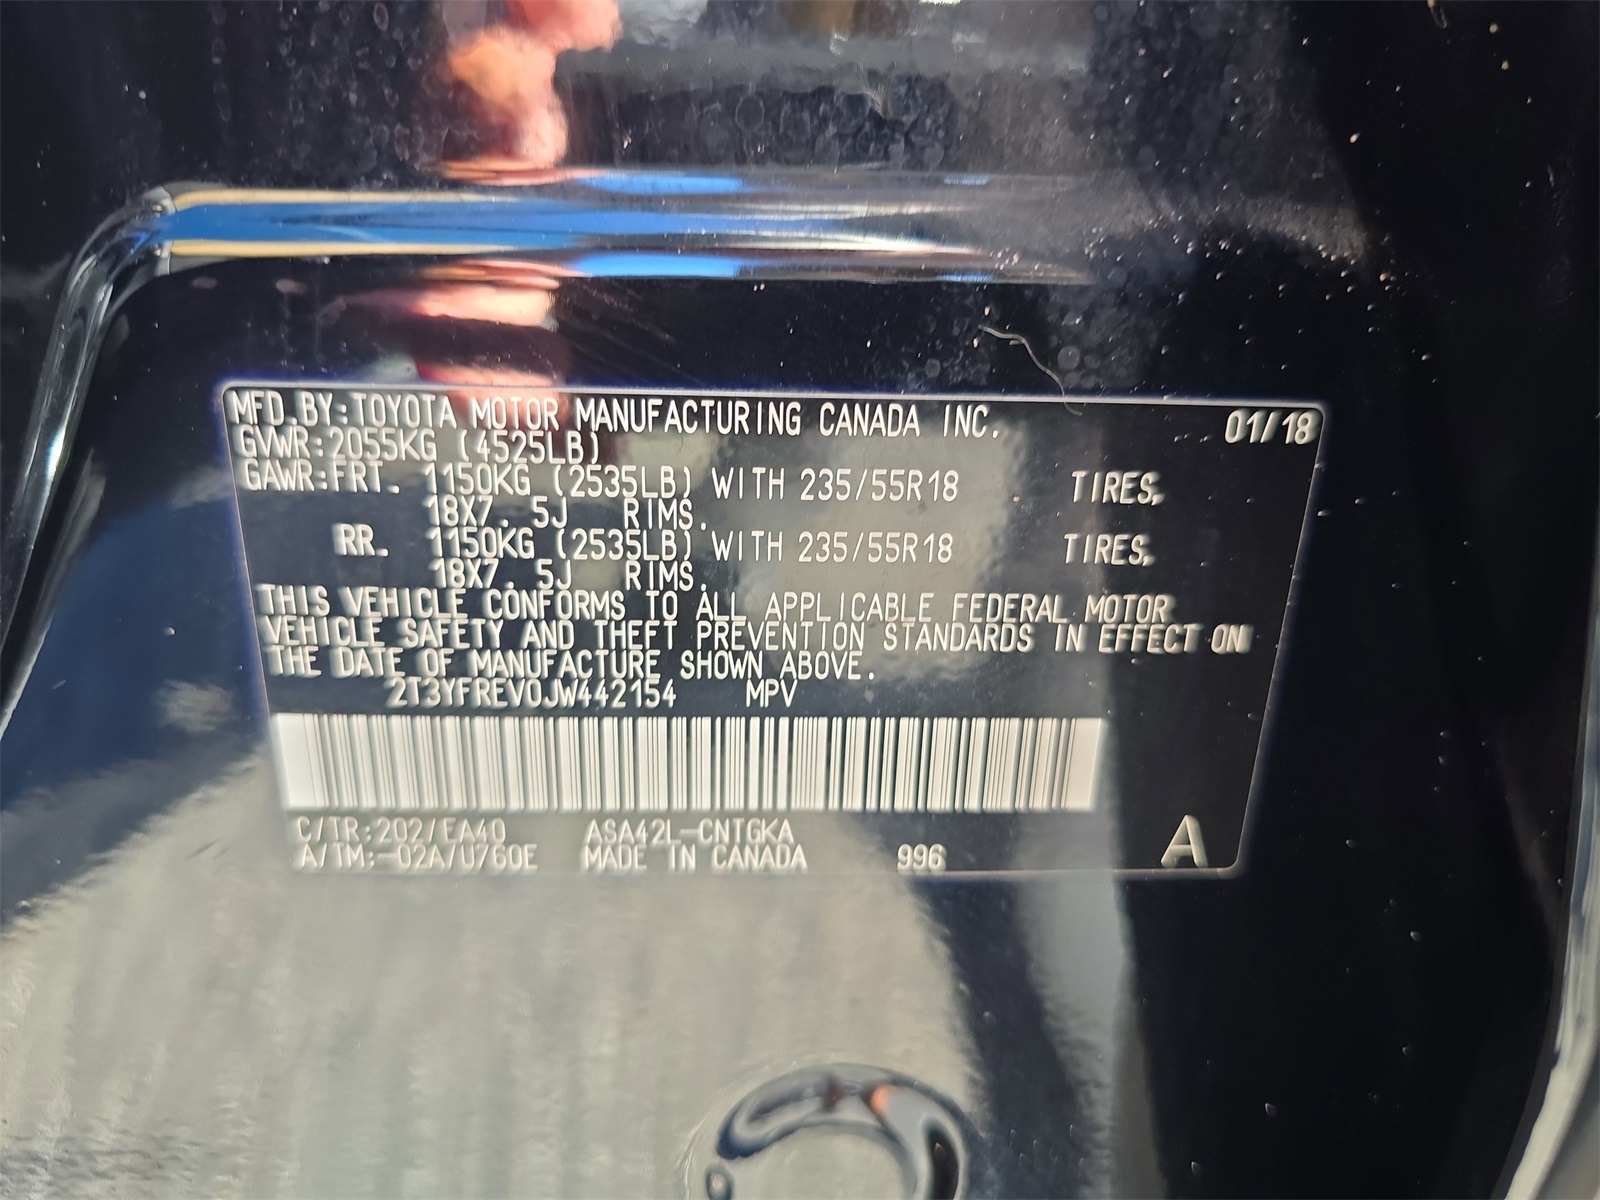 MFD.BY:TOYOTA MOTOR MANUFACTURING CANADA INC. 01/18
GVWR:2055KG (4525LB)
GAWR:FRT. 1150KG (2535LB) WITH 235/55R18 TIRES,
18X7.5J RIMS.
RR. 1150KG (2535LB) WITH 235/55R18 TIRES,
18X7.5J RIMS.
THIS VEHICLE CONFORMS TO ALL APPLICABLE FEDERAL MOTOR
VEHICLE SAFETY AND THEFT PREVENTION STANDARDS IN EFFECT ON
THE DATE OF MANUFACTURE SHOWN ABOVE.
2T3YFREV0JW442154 MPV
C/TR:202/EA40 ASA42L-CNTGKA
A/TM:-02A/U760E MADE IN CANADA 996 A